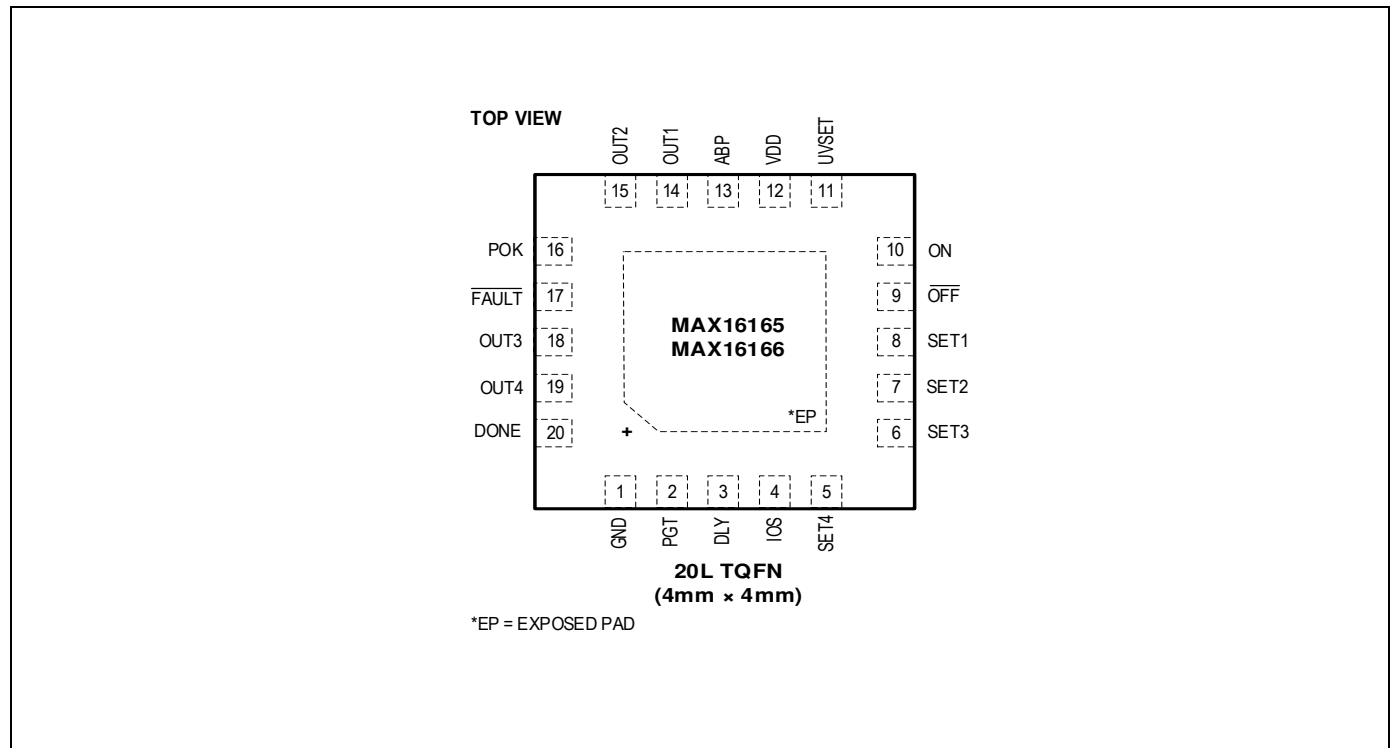 TOP VIEW
OUT2
OUT1
ABP
VDD
UVSET
15
14
13
12
11
POK 16
10 ON
FAULT 17
9 OFF
OUT3 18
MAX16165
8 SET1
MAX16166
OUT4 19
7 SET2
*EP
DONE 20
+
6 SET3
1
2
3
4
5
GND
PGT
DLY
IOS
SET4
20L TQFN
(4mm × 4mm)
*EP = EXPOSED PAD